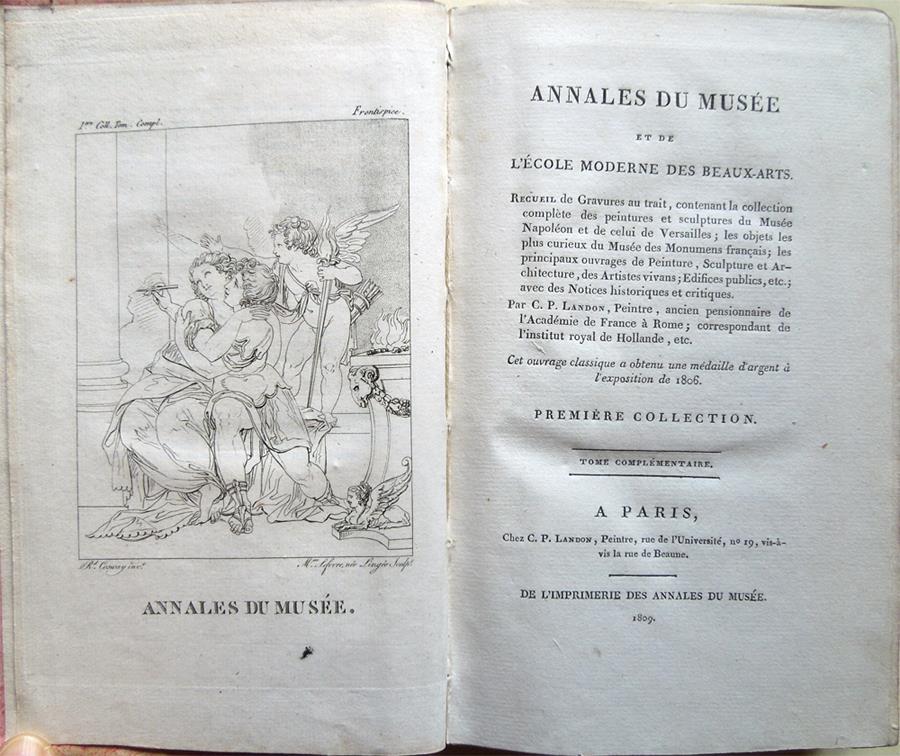 1ere Coll. Tom. Compl.
Frontispice.
Rd. Cosway inv.t
Mme. Lefevre, née Lingée Sculpt.
ANNALES DU MUSÉE.
ANNALES DU MUSÉE
ET DE
L'ÉCOLE MODERNE DES BEAUX-ARTS.
RECUEIL de Gravures au trait, contenant la collection
complète des peintures et sculptures du Musée
Napoléon et de celui de Versailles ; les objets les
plus curieux du Musée des Monumens français; les
principaux ouvrages de Peinture, Sculpture et Ar-
chitecture, des Artistes vivans; Edifices publics, etc.;
avec des Notices historiques et critiques.
Par C. P. LANDON, Peintre, ancien pensionnaire de
l'Académie de France à Rome; correspondant de
l'institut royal de Hollande, etc.
Cet ouvrage classique a obtenu une médaille d'argent à
l'exposition de 1806.
PREMIÈRE COLLECTION.
TOME COMPLÉMENTAIRE.
A PARIS,
Chez C. P. LANDON, Peintre, rue de l'Université, no 19, vis-à-
vis la rue de Beaune.
DE L'IMPRIMERIE DES ANNALES DU MUSÉE.
1809.